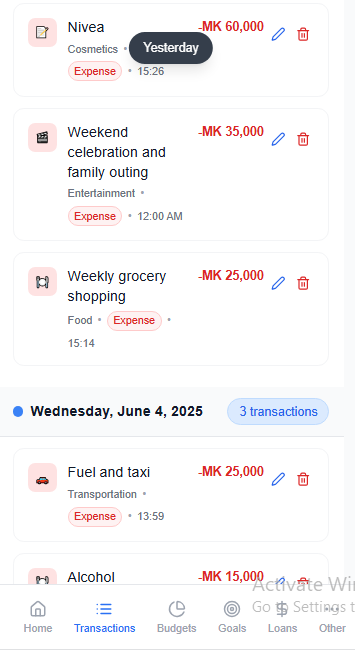 Nivea
-MK 60,000
Cosmetics •
Yesterday
Expense • 15:26
Weekend
-MK 35,000
celebration and
family outing
Entertainment •
Expense • 12:00 AM
Weekly grocery
-MK 25,000
shopping
Food • Expense •
15:14
Wednesday, June 4, 2025
3 transactions
Fuel and taxi
-MK 25,000
Transportation •
Expense • 13:59
Alcohol
-MK 15,000
Activate Win
Go to Settings t
Home
Transactions
Budgets
Goals
Loans
Other